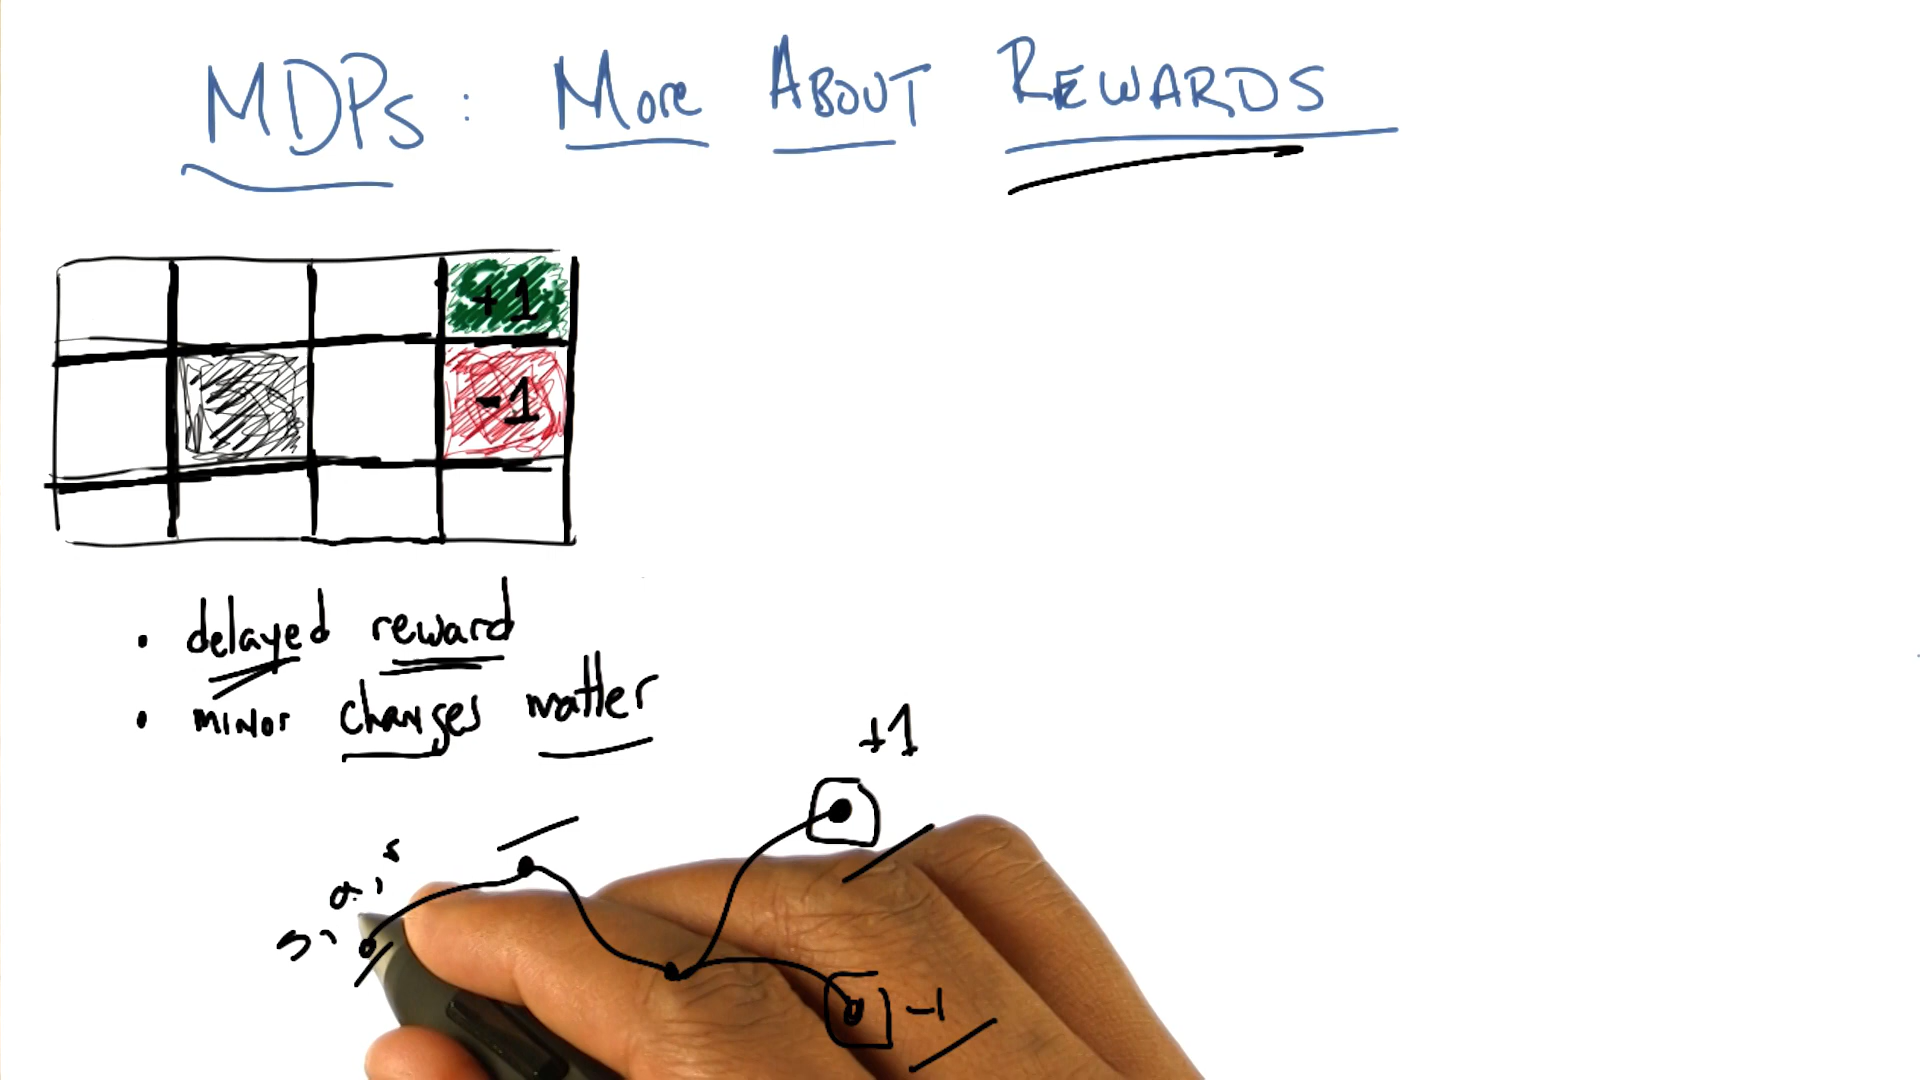 MDPs: More About Rewards
+1
-1
• delayed reward
• minor changes matter
+1
s, a, s
-1